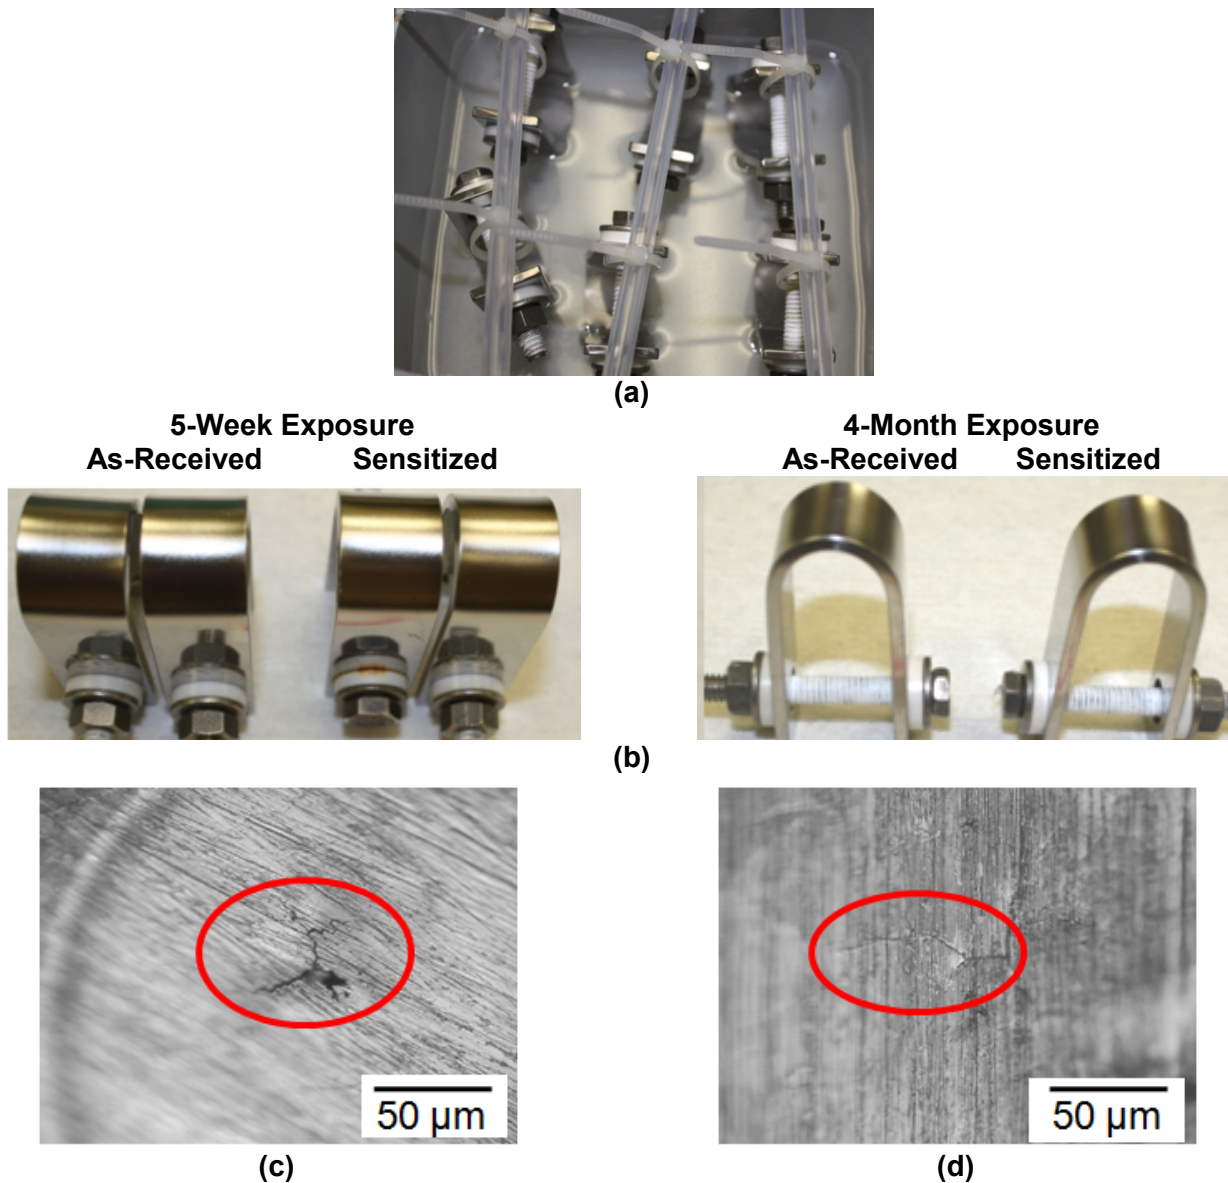 (a)
5-Week Exposure
As-Received Sensitized
4-Month Exposure
As-Received Sensitized
(b)
50 µm
50 µm
(c)
(d)